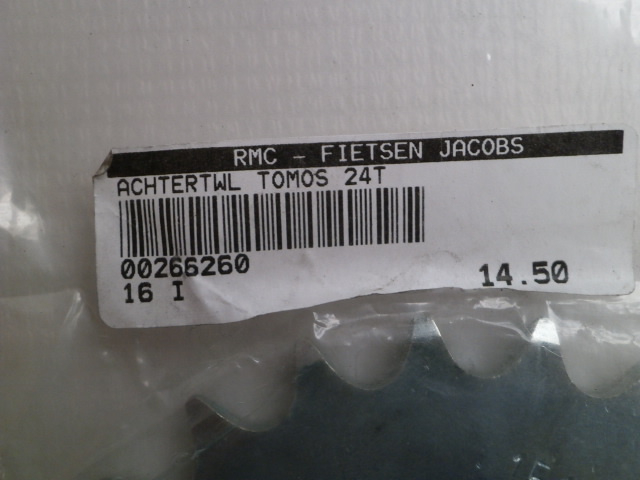 RMC - FIETSEN JACOBS
ACHTERTWL TOMOS 24T
00266260
16 I 14.50